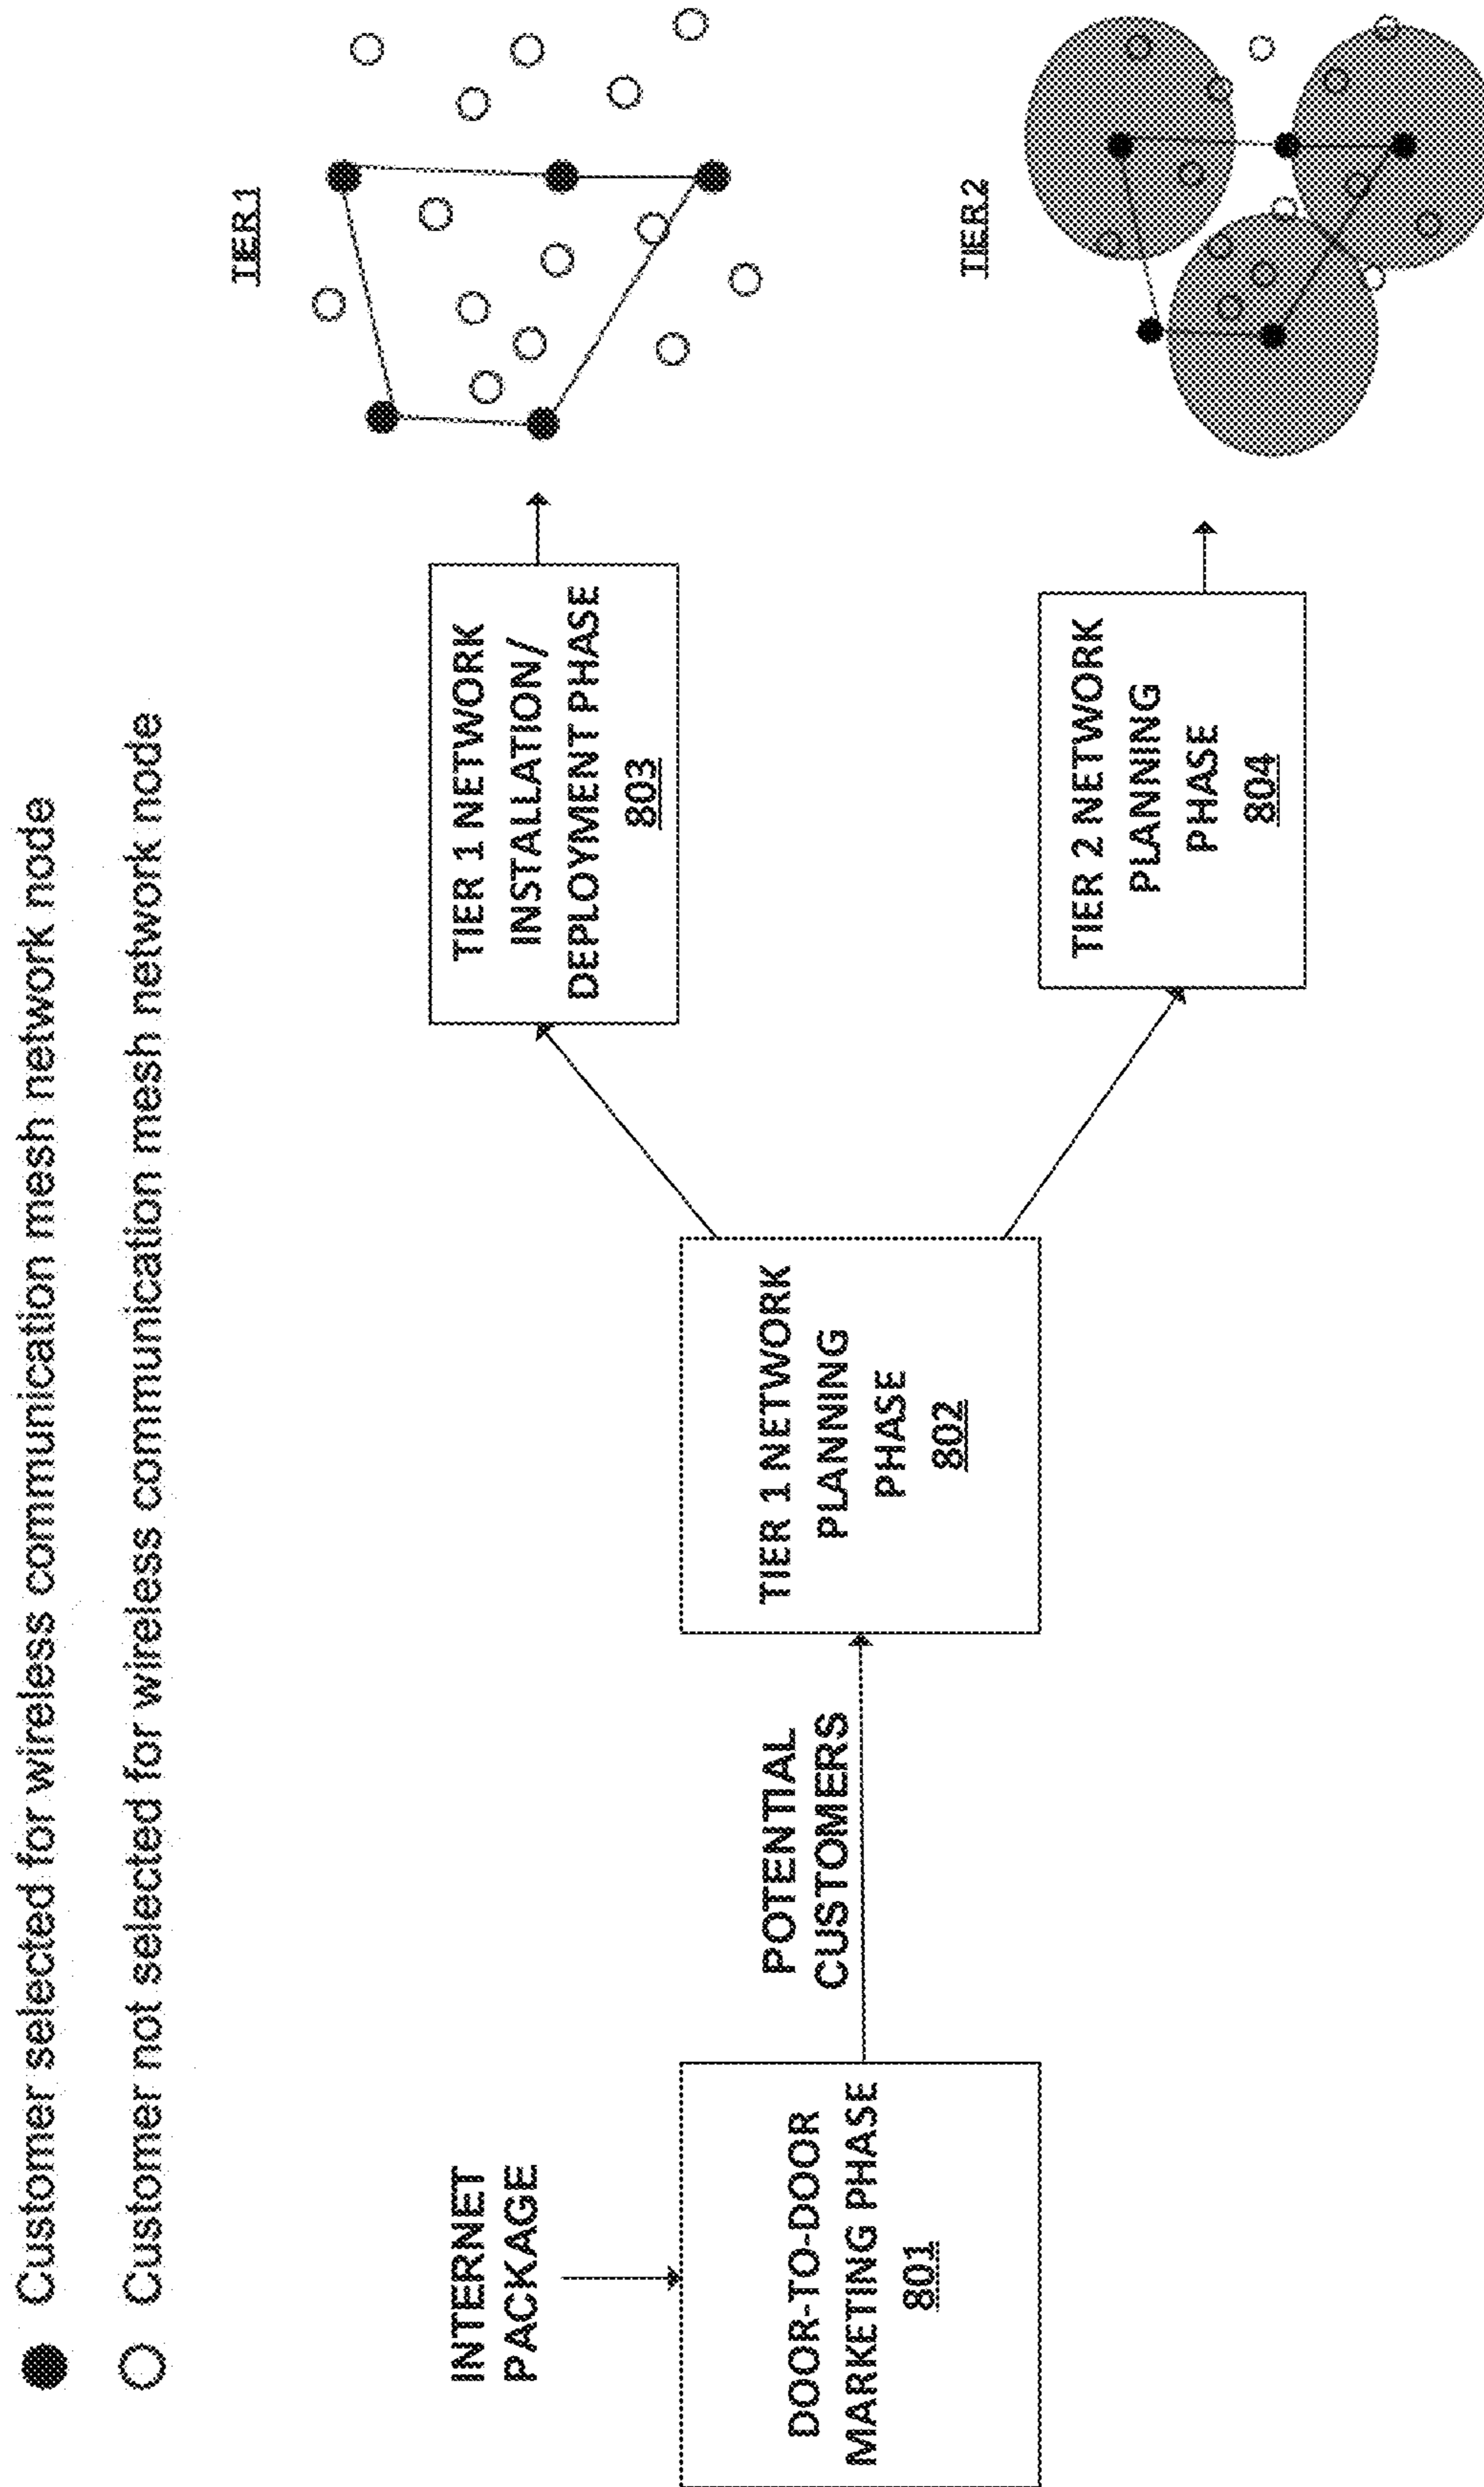 Customer selected for wireless communication mesh network node
Customer not selected for wireless communication mesh network node
INTERNET
PACKAGE
DOOR-TO-DOOR
MARKETING PHASE
801
POTENTIAL
CUSTOMERS
TIER 1 NETWORK
PLANNING
PHASE
802
TIER 1 NETWORK
INSTALLATION/
DEPLOYMENT PHASE
803
TIER 1
TIER 2 NETWORK
PLANNING
PHASE
804
TIER 2